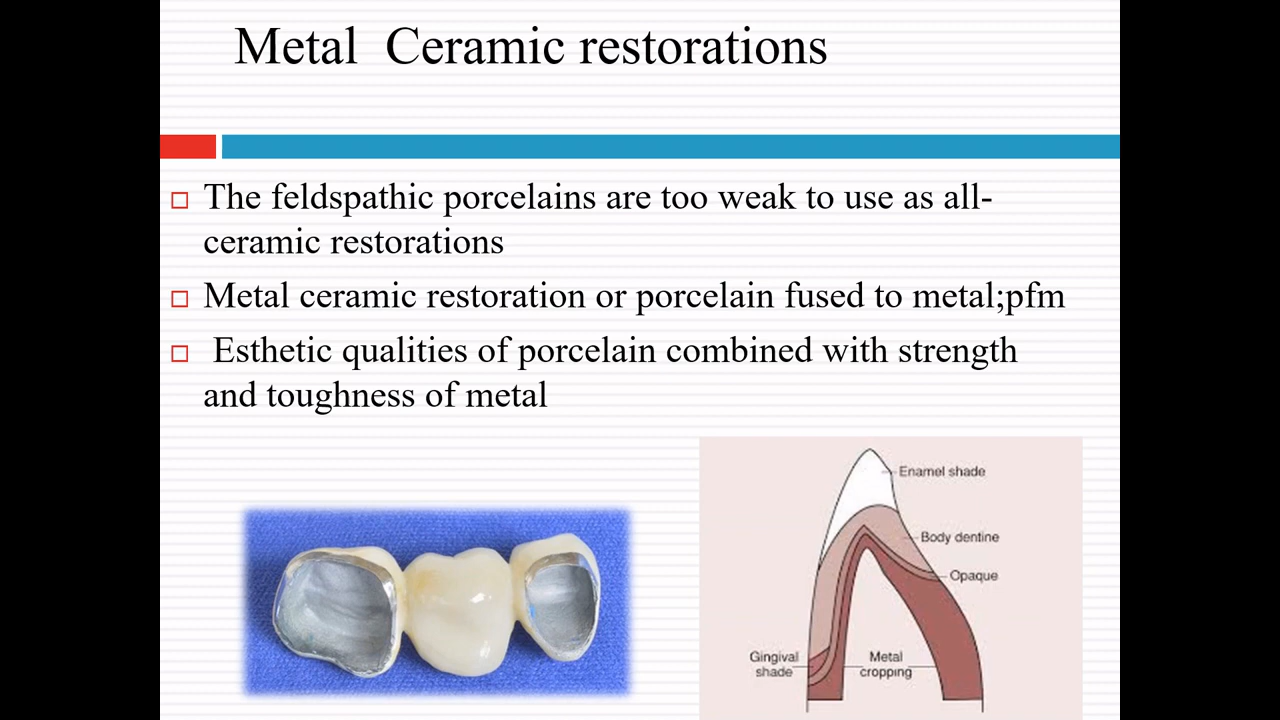 Metal  Ceramic restorations
The feldspathic porcelains are too weak to use as all-
ceramic restorations
Metal ceramic restoration or porcelain fused to metal;pfm
Esthetic qualities of porcelain combined with strength
and toughness of metal
Enamel shade
Body dentine
Opaque
Gingival
shade
Metal
cropping